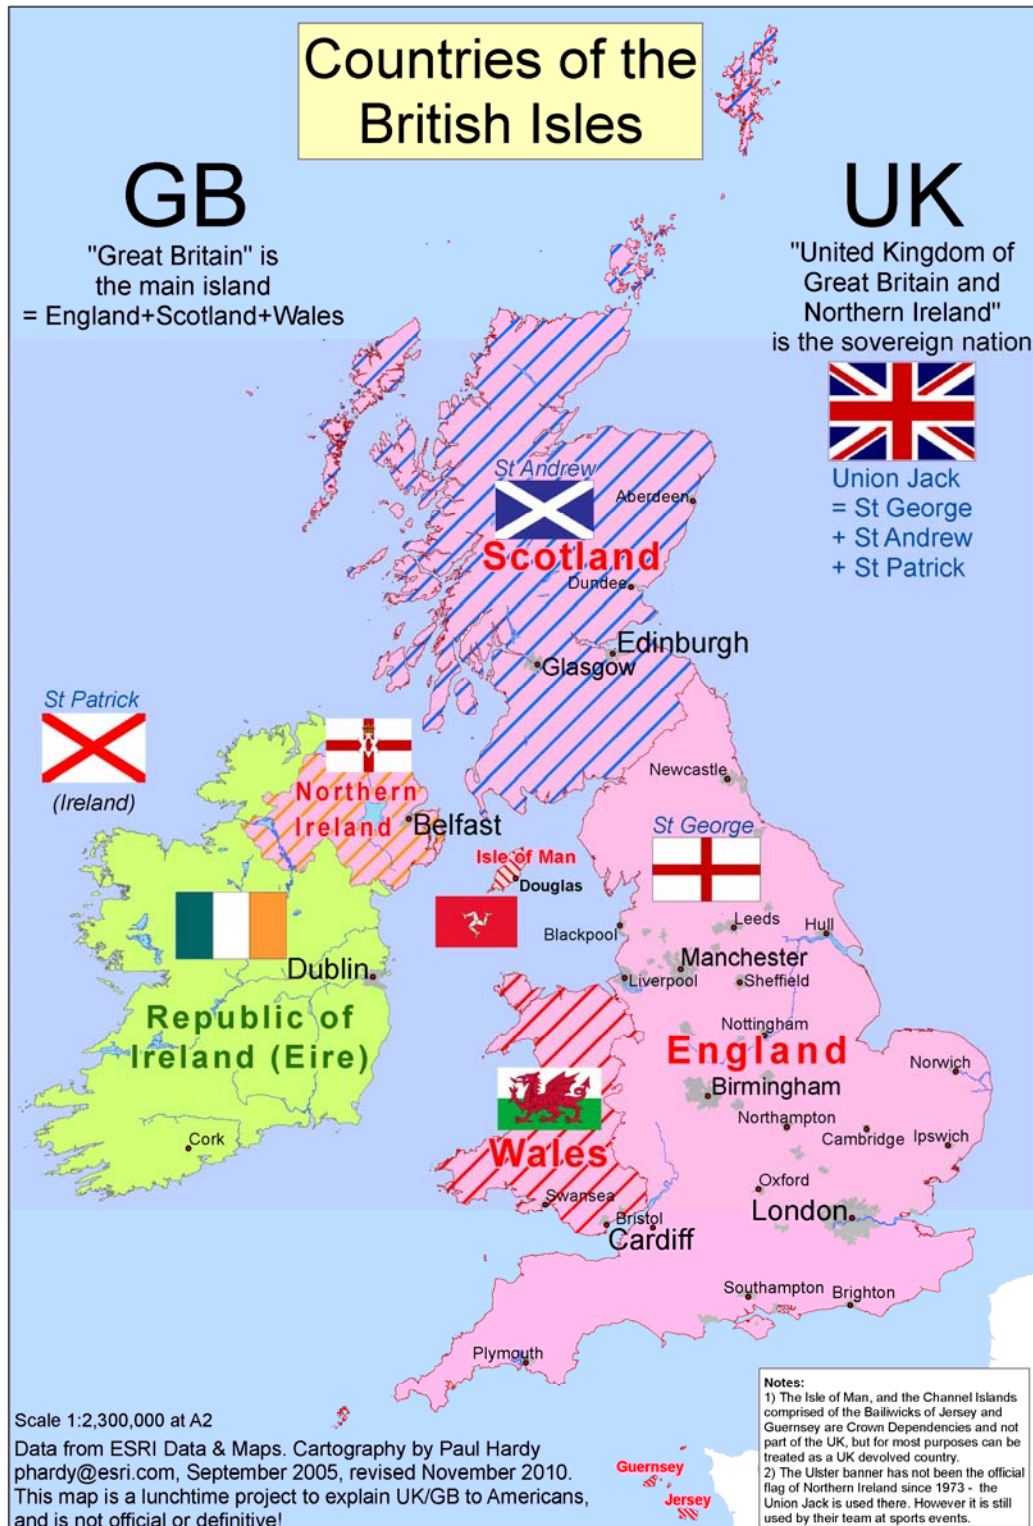 Countries of the
British Isles
GB
"Great Britain" is
the main island
= England+Scotland+Wales
UK
"United Kingdom of
Great Britain and
Northern Ireland"
is the sovereign nation
Union Jack
= St George
+ St Andrew
+ St Patrick
St Andrew
Aberdeen
Scotland
Dundee
Edinburgh
Glasgow
St Patrick
(Ireland)
Northern
Ireland
Belfast
Newcastle
St George
Isle of Man
Douglas
Blackpool
Leeds
Hull
Manchester
Liverpool
Sheffield
Dublin
Republic of
Ireland (Eire)
Cork
Nottingham
England
Norwich
Birmingham
Northampton
Cambridge
Ipswich
Wales
Swansea
Oxford
London
Bristol
Cardiff
Southampton
Brighton
Plymouth
Guernsey
Jersey
Scale 1:2,300,000 at A2
Data from ESRI Data & Maps. Cartography by Paul Hardy
phardy@esri.com, September 2005, revised November 2010.
This map is a lunchtime project to explain UK/GB to Americans,
and is not official or definitive!
Notes:
1) The Isle of Man, and the Channel Islands
comprised of the Bailiwicks of Jersey and
Guernsey are Crown Dependencies and not
part of the UK, but for most purposes can be
treated as a UK devolved country.
2) The Ulster banner has not been the official
flag of Northern Ireland since 1973 - the
Union Jack is used there. However it is still
used by their team at sports events.